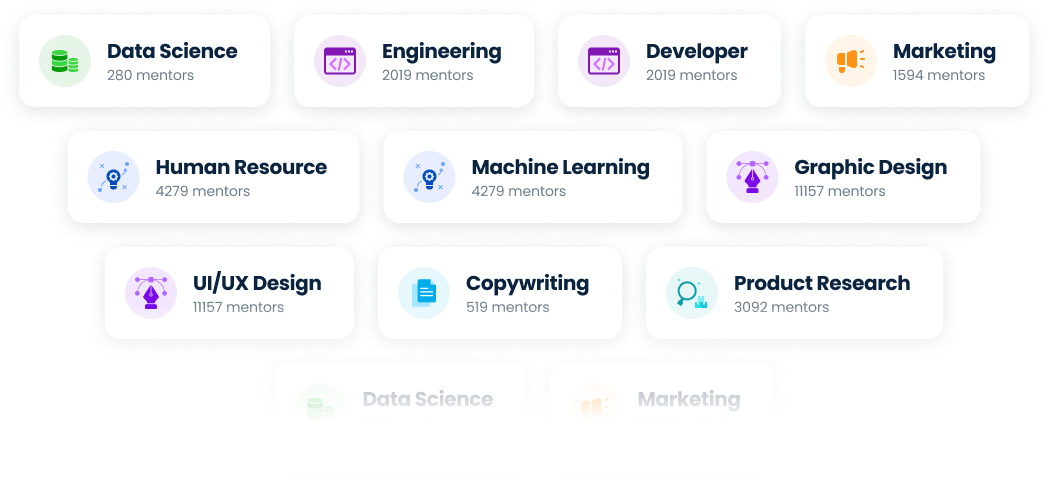 Data Science
280 mentors
Engineering
2019 mentors
Developer
2019 mentors
Marketing
1594 mentors
Human Resource
4279 mentors
Machine Learning
4279 mentors
Graphic Design
11157 mentors
UI/UX Design
11157 mentors
Copywriting
519 mentors
Product Research
3092 mentors
Data Science
Marketing